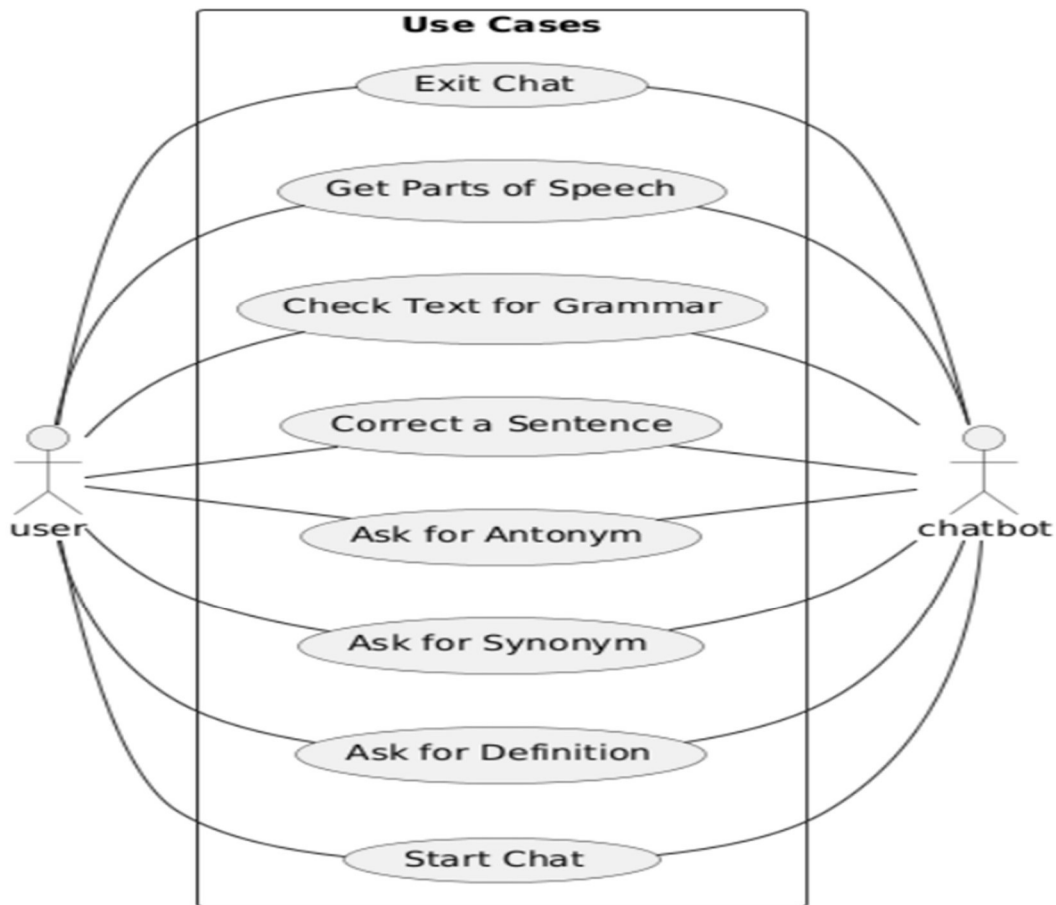 Use Cases
Exit Chat
Get Parts of Speech
Check Text for Grammar
Correct a Sentence
Ask for Antonym
user
chatbot
Ask for Synonym
Ask for Definition
Start Chat